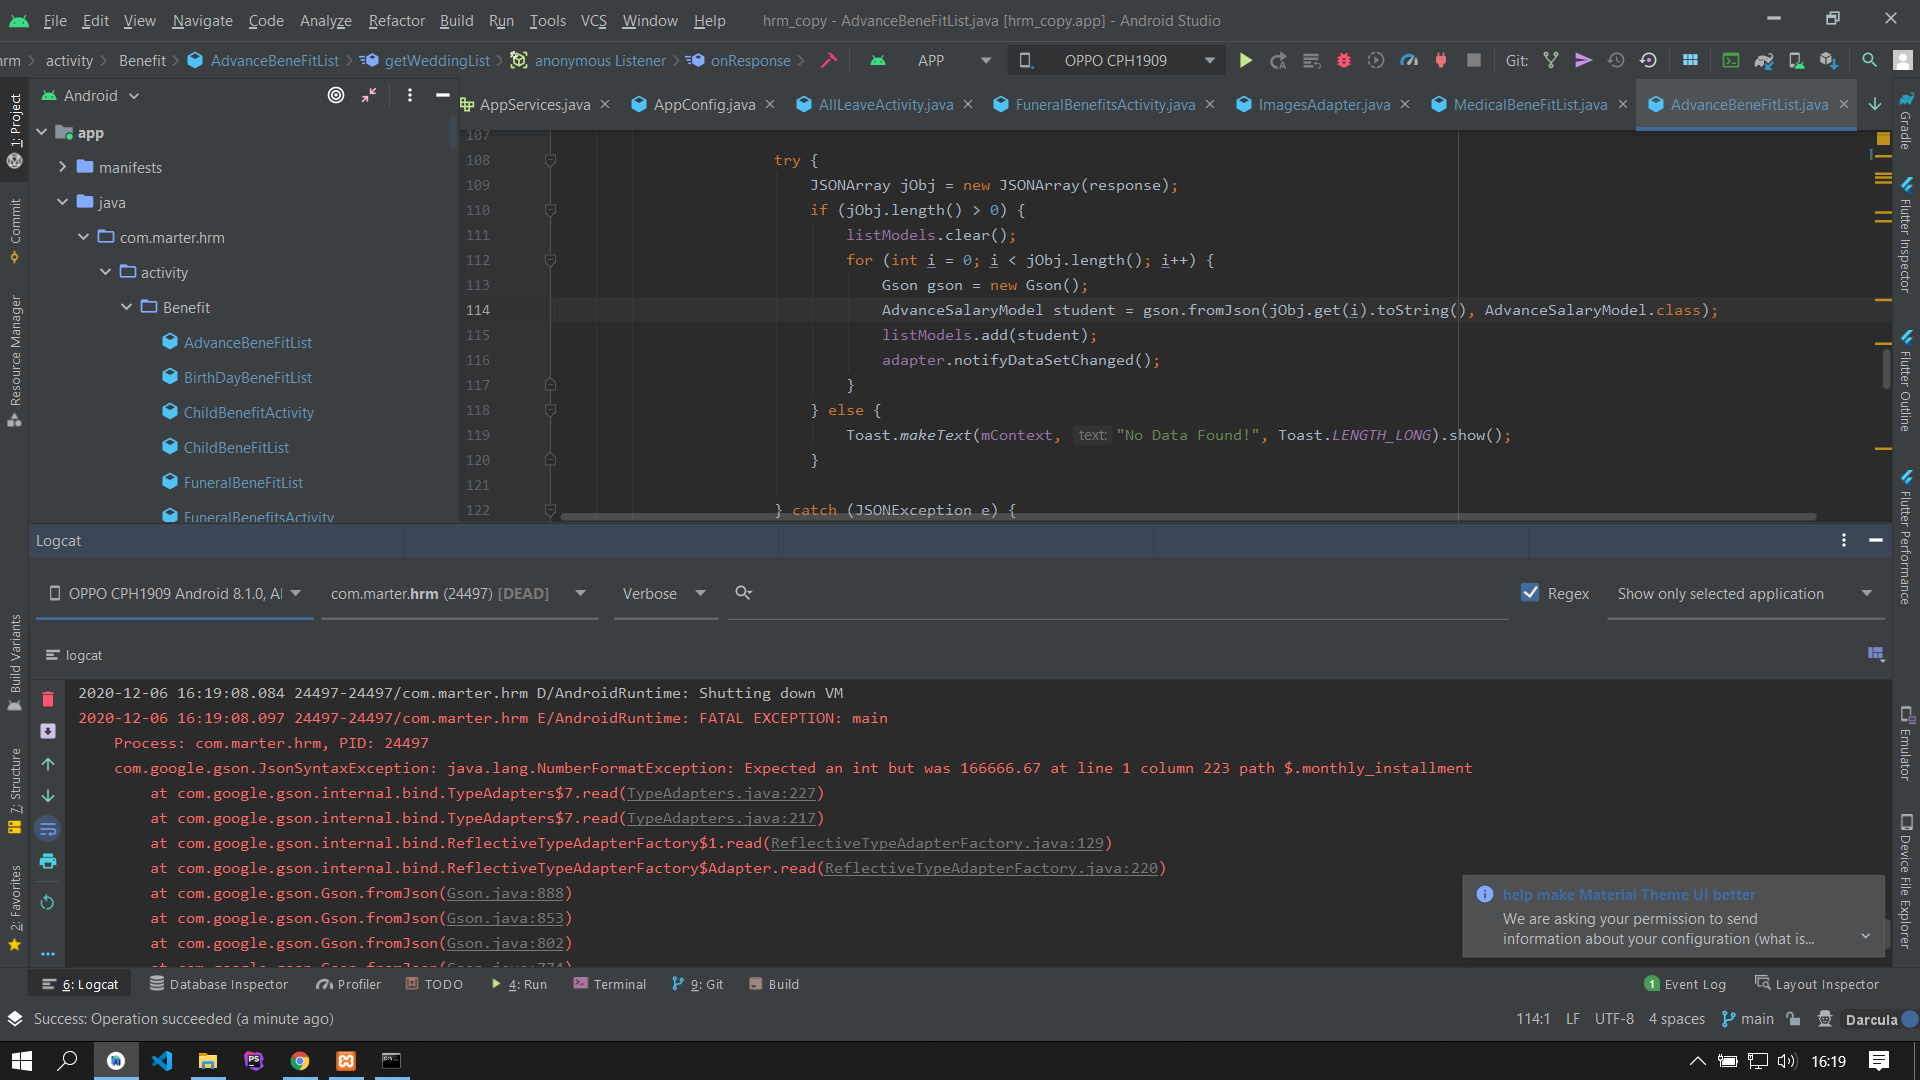 File Edit View Navigate Code Analyze Refactor Build Run Tools VCS Window Help hrm_copy - AdvanceBeneFitList.java [hrm_copy.app] - Android Studio
hrm activity Benefit AdvanceBeneFitList getWeddingList anonymous Listener onResponse APP OPPO CPH1909 Git:
Android
AppServices.java AppConfig.java AllLeaveActivity.java FuneralBenefitsActivity.java ImagesAdapter.java MedicalBeneFitList.java AdvanceBeneFitList.java
1: Project
Commit
Resource Manager
Build Variants
7: Structure
2: Favorites
app
manifests
java
com.marter.hrm
activity
Benefit
AdvanceBeneFitList
BirthDayBeneFitList
ChildBenefitActivity
ChildBeneFitList
FuneralBeneFitList
FuneralBenefitsActivity
107
108 try {
109 JSONArray jObj = new JSONArray(response);
110 if (jObj.length() > 0) {
111 listModels.clear();
112 for (int i = 0; i < jObj.length(); i++) {
113 Gson gson = new Gson();
114 AdvanceSalaryModel student = gson.fromJson(jObj.get(i).toString(), AdvanceSalaryModel.class);
115 listModels.add(student);
116 adapter.notifyDataSetChanged();
117 }
118 } else {
119 Toast.makeText(mContext, text: "No Data Found!", Toast.LENGTH_LONG).show();
120 }
121
122 } catch (JSONException e) {
Gradle
Flutter Inspector
Flutter Outline
Flutter Performance
Emulator
Device File Explorer
Logcat
OPPO CPH1909 Android 8.1.0, AI com.marter.hrm (24497) [DEAD] Verbose Regex Show only selected application
logcat
2020-12-06 16:19:08.084 24497-24497/com.marter.hrm D/AndroidRuntime: Shutting down VM
2020-12-06 16:19:08.097 24497-24497/com.marter.hrm E/AndroidRuntime: FATAL EXCEPTION: main
Process: com.marter.hrm, PID: 24497
com.google.gson.JsonSyntaxException: java.lang.NumberFormatException: Expected an int but was 166666.67 at line 1 column 223 path $.monthly_installment
at com.google.gson.internal.bind.TypeAdapters$7.read(TypeAdapters.java:227)
at com.google.gson.internal.bind.TypeAdapters$7.read(TypeAdapters.java:217)
at com.google.gson.internal.bind.ReflectiveTypeAdapterFactory$1.read(ReflectiveTypeAdapterFactory.java:129)
at com.google.gson.internal.bind.ReflectiveTypeAdapterFactory$Adapter.read(ReflectiveTypeAdapterFactory.java:220)
at com.google.gson.Gson.fromJson(Gson.java:888)
at com.google.gson.Gson.fromJson(Gson.java:853)
at com.google.gson.Gson.fromJson(Gson.java:802)
at com.google.gson.Gson.fromJson(Gson.java:774)
help make Material Theme UI better
We are asking your permission to send
information about your configuration (what is...
6: Logcat Database Inspector Profiler TODO 4: Run Terminal 9: Git Build 1 Event Log Layout Inspector
Success: Operation succeeded (a minute ago) 114:1 LF UTF-8 4 spaces main Darcula
PS 16:19